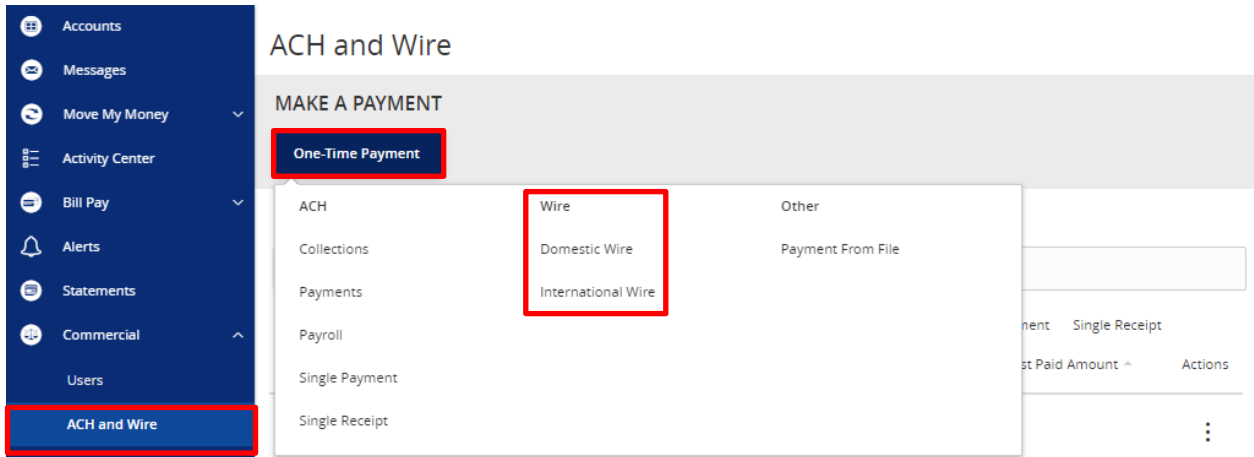 Accounts
Messages
Move My Money
Activity Center
Bill Pay
Alerts
Statements
Commercial
Users
ACH and Wire
ACH and Wire
MAKE A PAYMENT
One-Time Payment
ACH
Collections
Payments
Payroll
Single Payment
Single Receipt
Wire
Domestic Wire
International Wire
Other
Payment From File
Single Receipt
Paid Amount
Actions